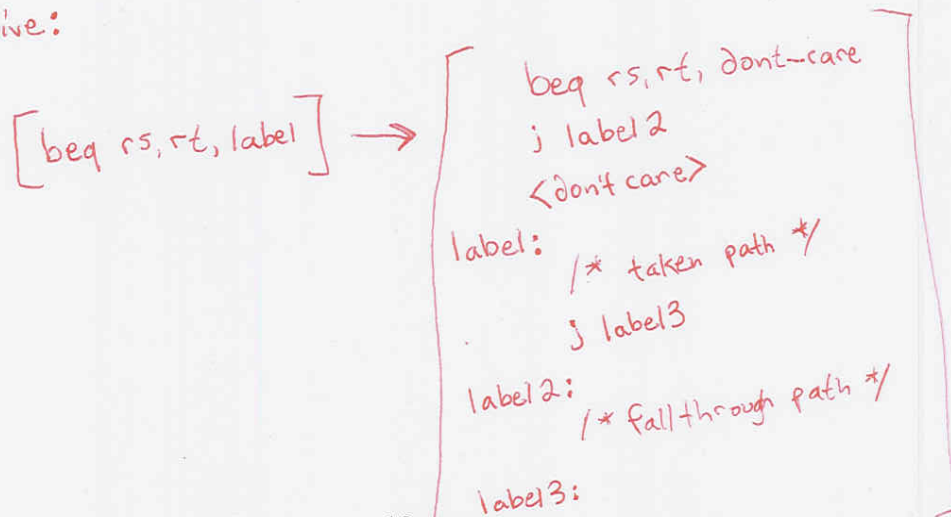 ive:
[beq rs, rt, label] →
beq rs, rt, dont-care
j label2
<don't care>
label:
/* taken path */
j label3
label2:
/* fallthrough path */
label3: